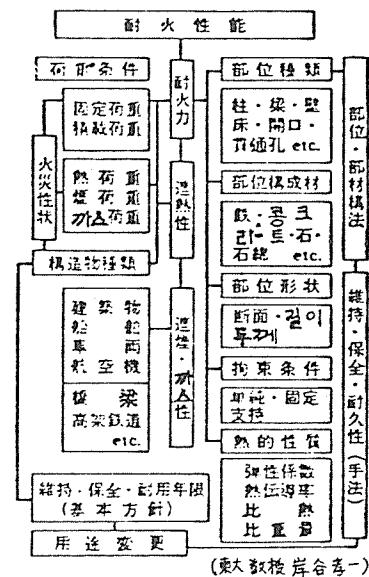 耐火性能
荷重条件
固定荷重
積載荷重
火災性状
熱荷重
煙荷重
까스荷重
構造物種類
建築物
船舶
車両
航空機
橋梁
高架鉄道
etc.
維持·保全·耐用年限
(基本方針)
用途変更
耐火力
遮熱性
遮煙·까스性
部位種類
柱·梁·壁
床·開口·
貫通孔 etc.
部位構成材
鉄·콩크
리트·石·
石綿 etc.
部位形状
断面·길이
두께
拘束条件
単純·固定
支持
熱的性質
弾性係数
熱伝導率
比熱
比重量
部位·部材構法
維持·保全·耐久性(手法)
(東大教授 岸谷孝一)